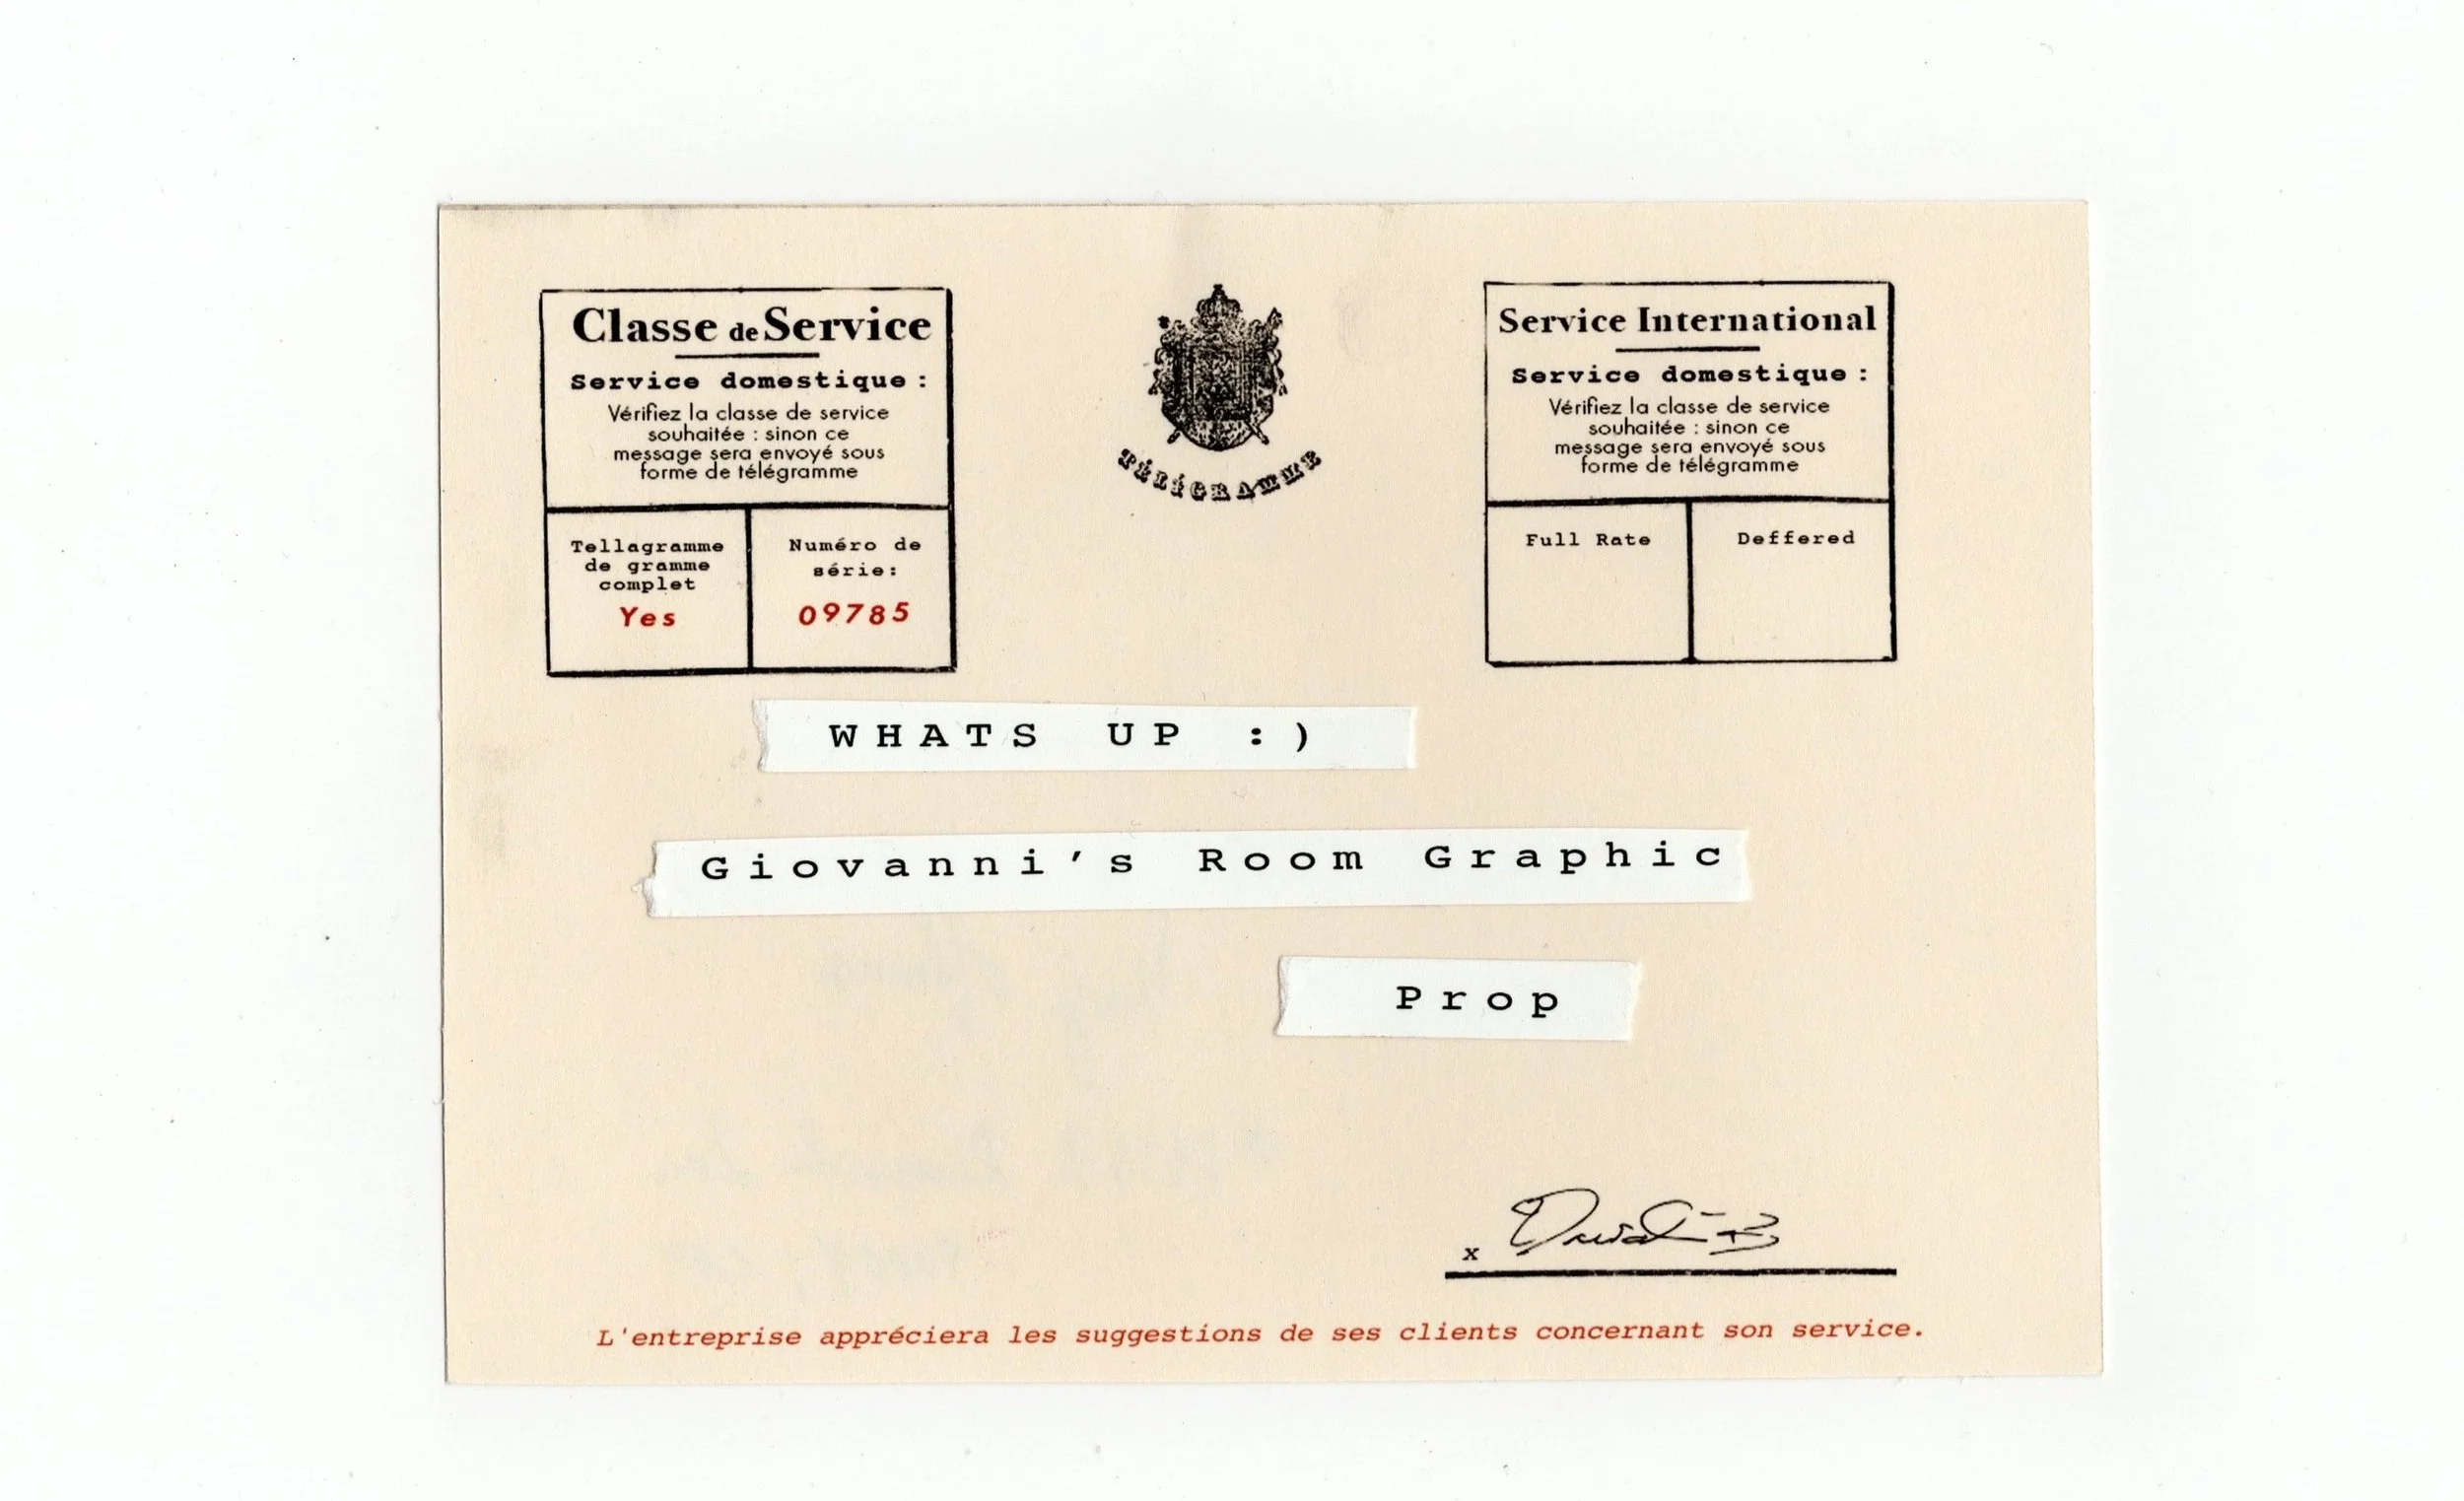 Classe de Service
Service domestique :
Vérifiez la classe de service
souhaitée : sinon ce
message sera envoyé sous
forme de télégramme
Tellagramme
de gramme
complet
Yes
Numéro de
série:
09785
TÉLÉGRAMME
Service International
Service domestique :
Vérifiez la classe de service
souhaitée : sinon ce
message sera envoyé sous
forme de télégramme
Full Rate
Deffered
WHATS UP :)
Giovanni’s Room Graphic
Prop
x
L'entreprise appréciera les suggestions de ses clients concernant son service.